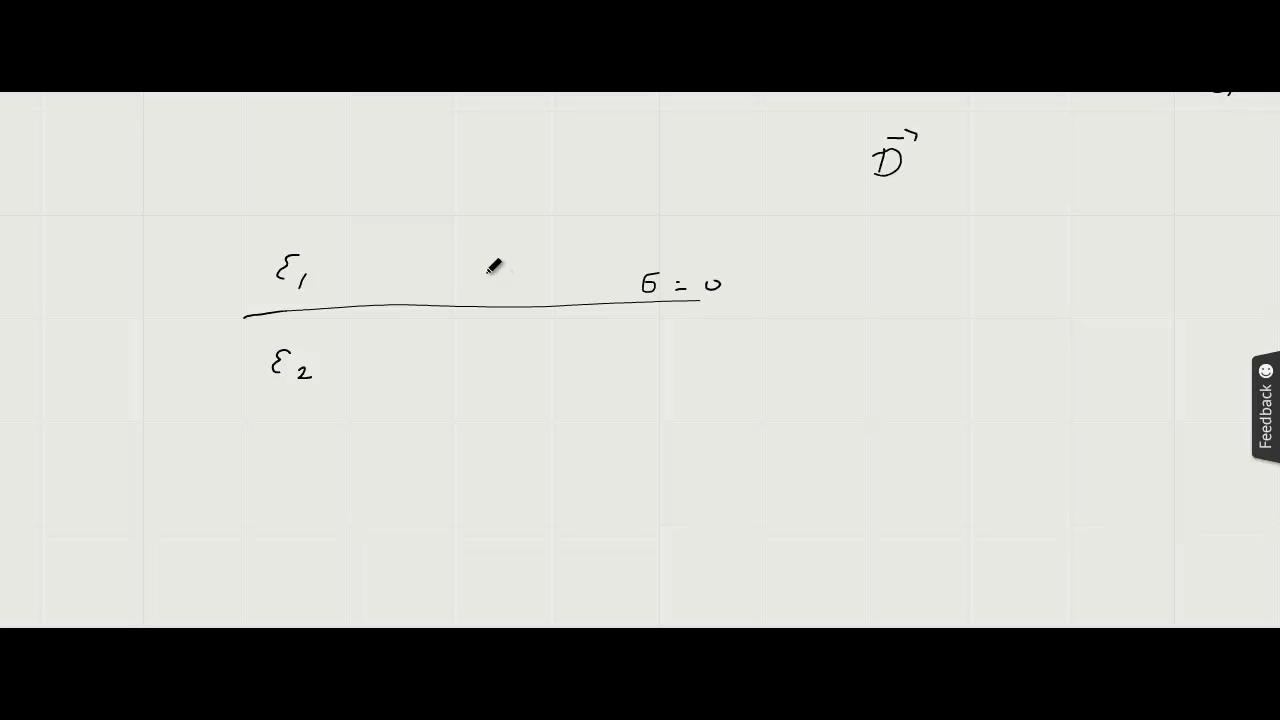 D⃗
ε₁
σ = 0
ε₂
Feedback